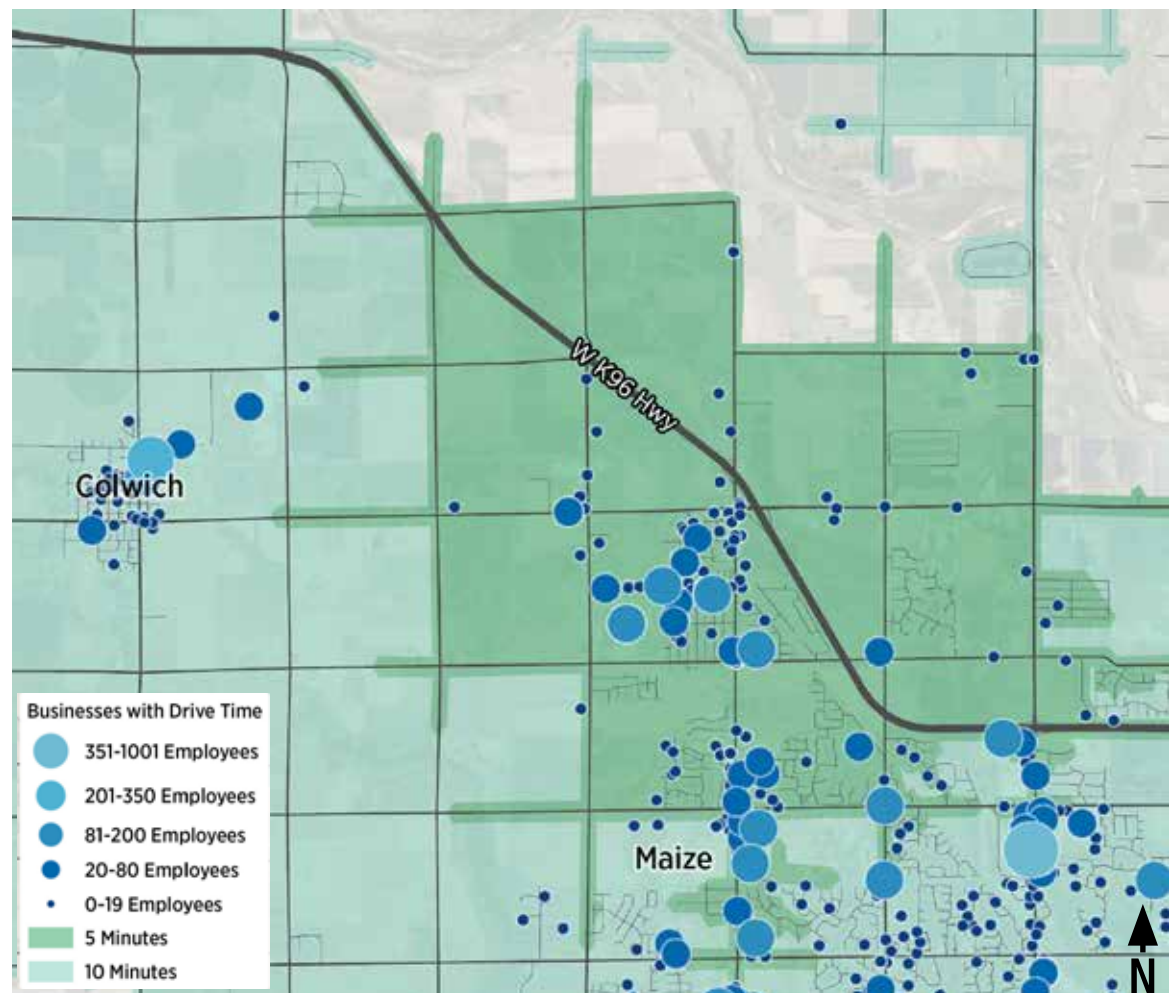 W K96 Hwy
Colwich
Maize
Businesses with Drive Time
351-1001 Employees
201-350 Employees
81-200 Employees
20-80 Employees
0-19 Employees
5 Minutes
10 Minutes
N